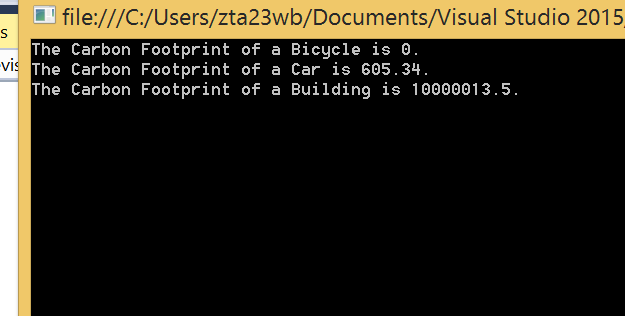 file:///C:/Users/zta23wb/Documents/Visual Studio 2015/
s
The Carbon Footprint of a Bicycle is 0.
evis
The Carbon Footprint of a Car is 605.34.
The Carbon Footprint of a Building is 10000013.5.